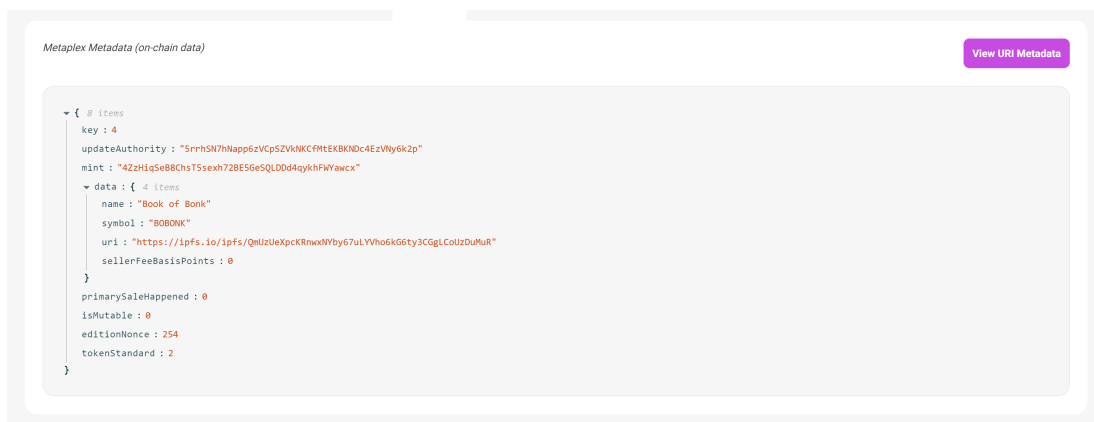 Metaplex Metadata (on-chain data)
View URI Metadata
{ 8 items
key : 4
updateAuthority : "5rrhSN7hNapp6zVCpSZVkNKCfMtEKBKNDc4EzVNy6k2p"
mint : "4ZzHiqSeB8ChsT5sexh72BE5GeSQLDDd4qykhFWYawcx"
data : { 4 items
name : "Book of Bonk"
symbol : "BOBONK"
uri : "https://ipfs.io/ipfs/QmUzUeXpcKRnwxNYby67uLYVho6kG6ty3CGgLCoUzDuMuR"
sellerFeeBasisPoints : 0
}
primarySaleHappened : 0
isMutable : 0
editionNonce : 254
tokenStandard : 2
}